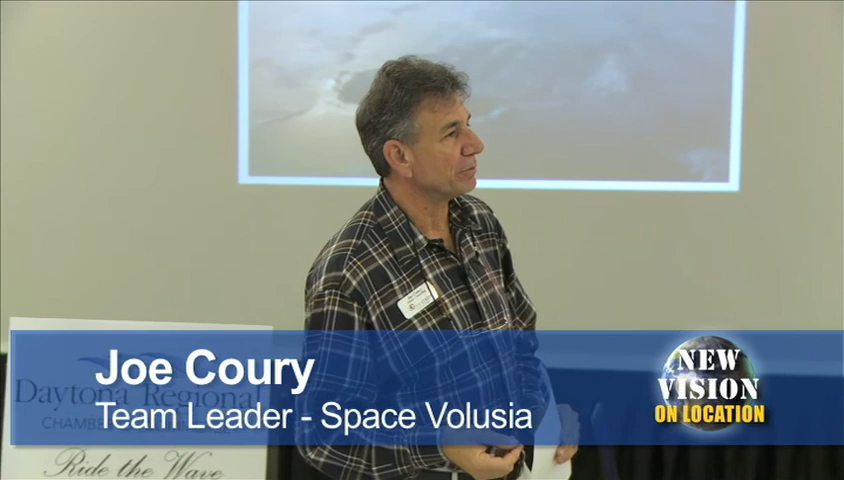 Joe Coury
Team Leader - Space Volusia
NEW
VISION
ON LOCATION
Daytona Regional
Ride the Wave